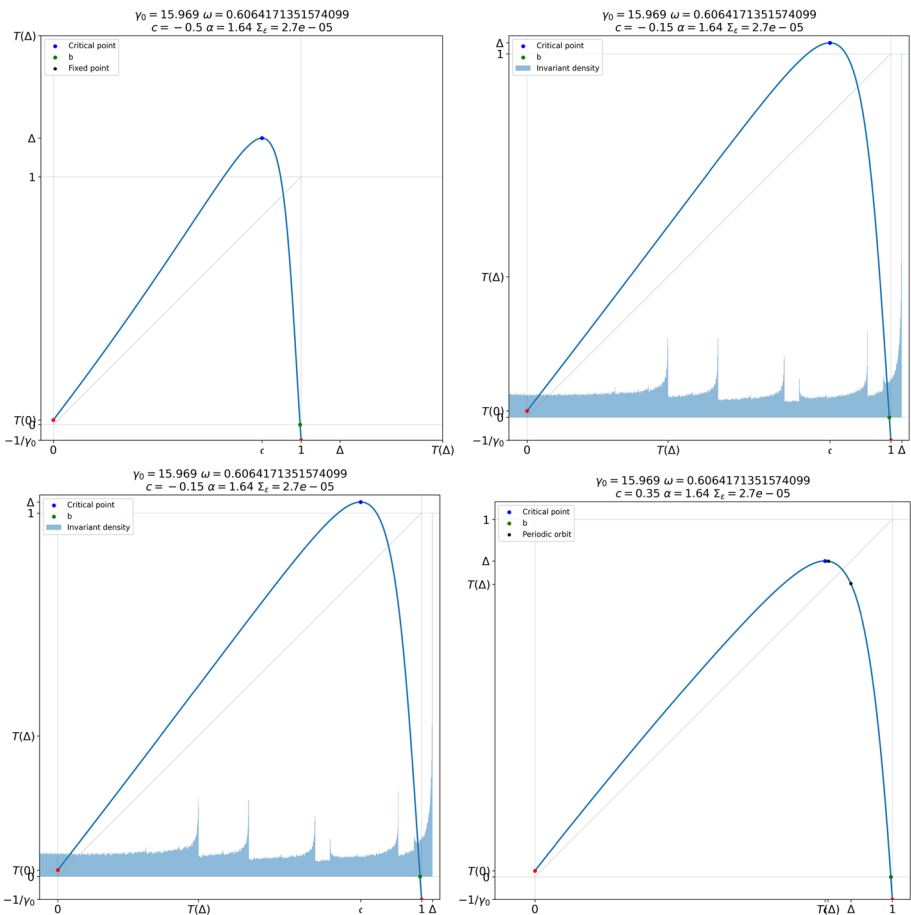 γ₀ = 15.969 ω = 0.6064171351574099
c = −0.5 α = 1.64 Σ_ε = 2.7e − 05
T(Δ)
Critical point
b
Fixed point
Δ
1
T(0)
0
−1/γ₀
0
c
1
Δ
T(Δ)
γ₀ = 15.969 ω = 0.6064171351574099
c = −0.15 α = 1.64 Σ_ε = 2.7e − 05
Δ
1
Critical point
b
Invariant density
T(Δ)
T(0)
0
−1/γ₀
0
T(Δ)
c
1
Δ
γ₀ = 15.969 ω = 0.6064171351574099
c = −0.15 α = 1.64 Σ_ε = 2.7e − 05
Δ
1
Critical point
b
Invariant density
T(Δ)
T(0)
0
−1/γ₀
0
T(Δ)
c
1
Δ
γ₀ = 15.969 ω = 0.6064171351574099
c = 0.35 α = 1.64 Σ_ε = 2.7e − 05
1
Critical point
b
Periodic orbit
Δ
T(Δ)
T(0)
0
−1/γ₀
0
Δ
1